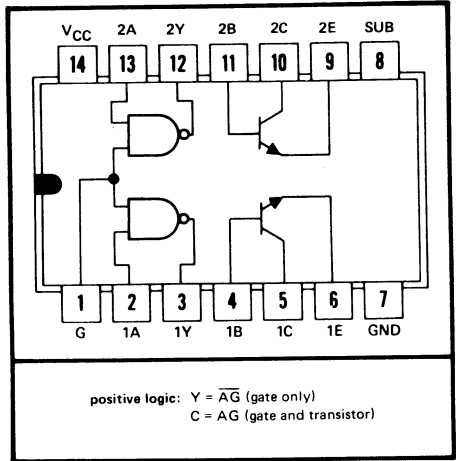 VCC 2A 2Y 2B 2C 2E SUB
14 13 12 11 10 9 8
1 2 3 4 5 6 7
G 1A 1Y 1B 1C 1E GND
positive logic: Y = A̅G̅ (gate only)
C = AG (gate and transistor)